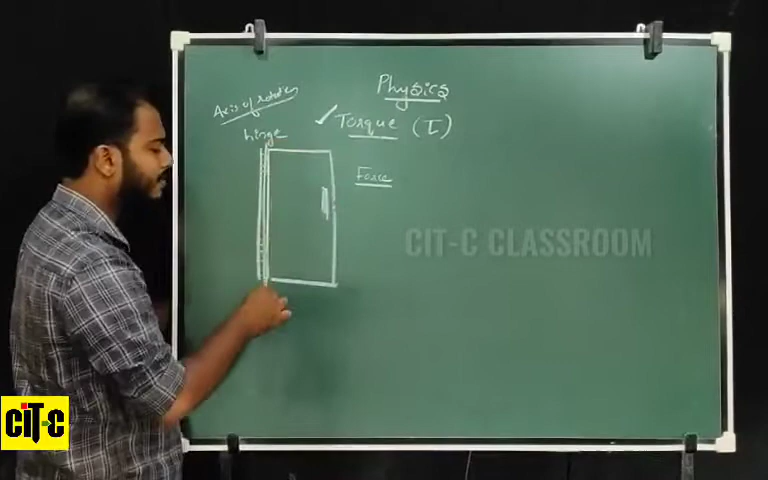 Physics
Axis of rotation
✓ Torque (τ)
hinge
Force
CIT-C CLASSROOM
CiT-C